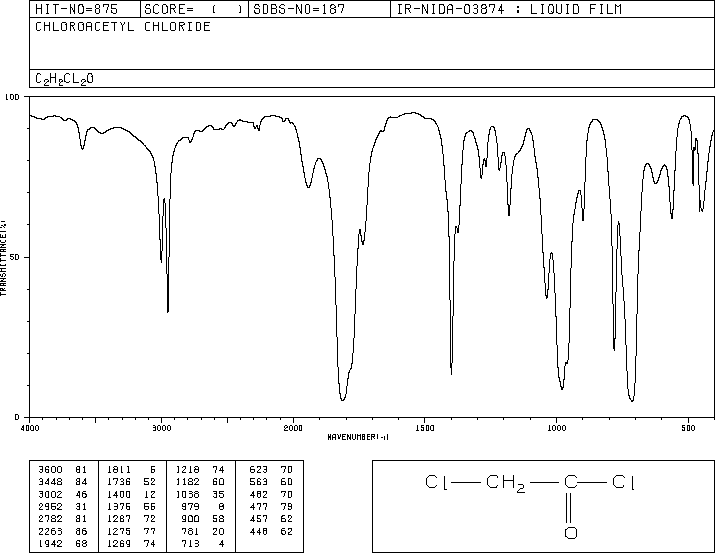 HIT-NO=875 SCORE= ( ) SDBS-NO=187 IR-NIDA-03874 : LIQUID FILM
CHLOROACETYL CHLORIDE
C2H2CL2O
100
TRANSMITTANCE(%)
50
0
4000 3000 2000 1500 1000 500
WAVENUMBER(-1)
3600 81 1811 6 1218 74 623 70
3448 84 1736 52 1182 60 563 60
3002 46 1400 12 1038 35 482 70
2952 31 1376 66 979 8 477 79
2782 81 1287 72 900 58 457 62
2263 86 1275 77 781 20 448 62
1942 68 1269 74 713 4
Cl CH2 C Cl
O